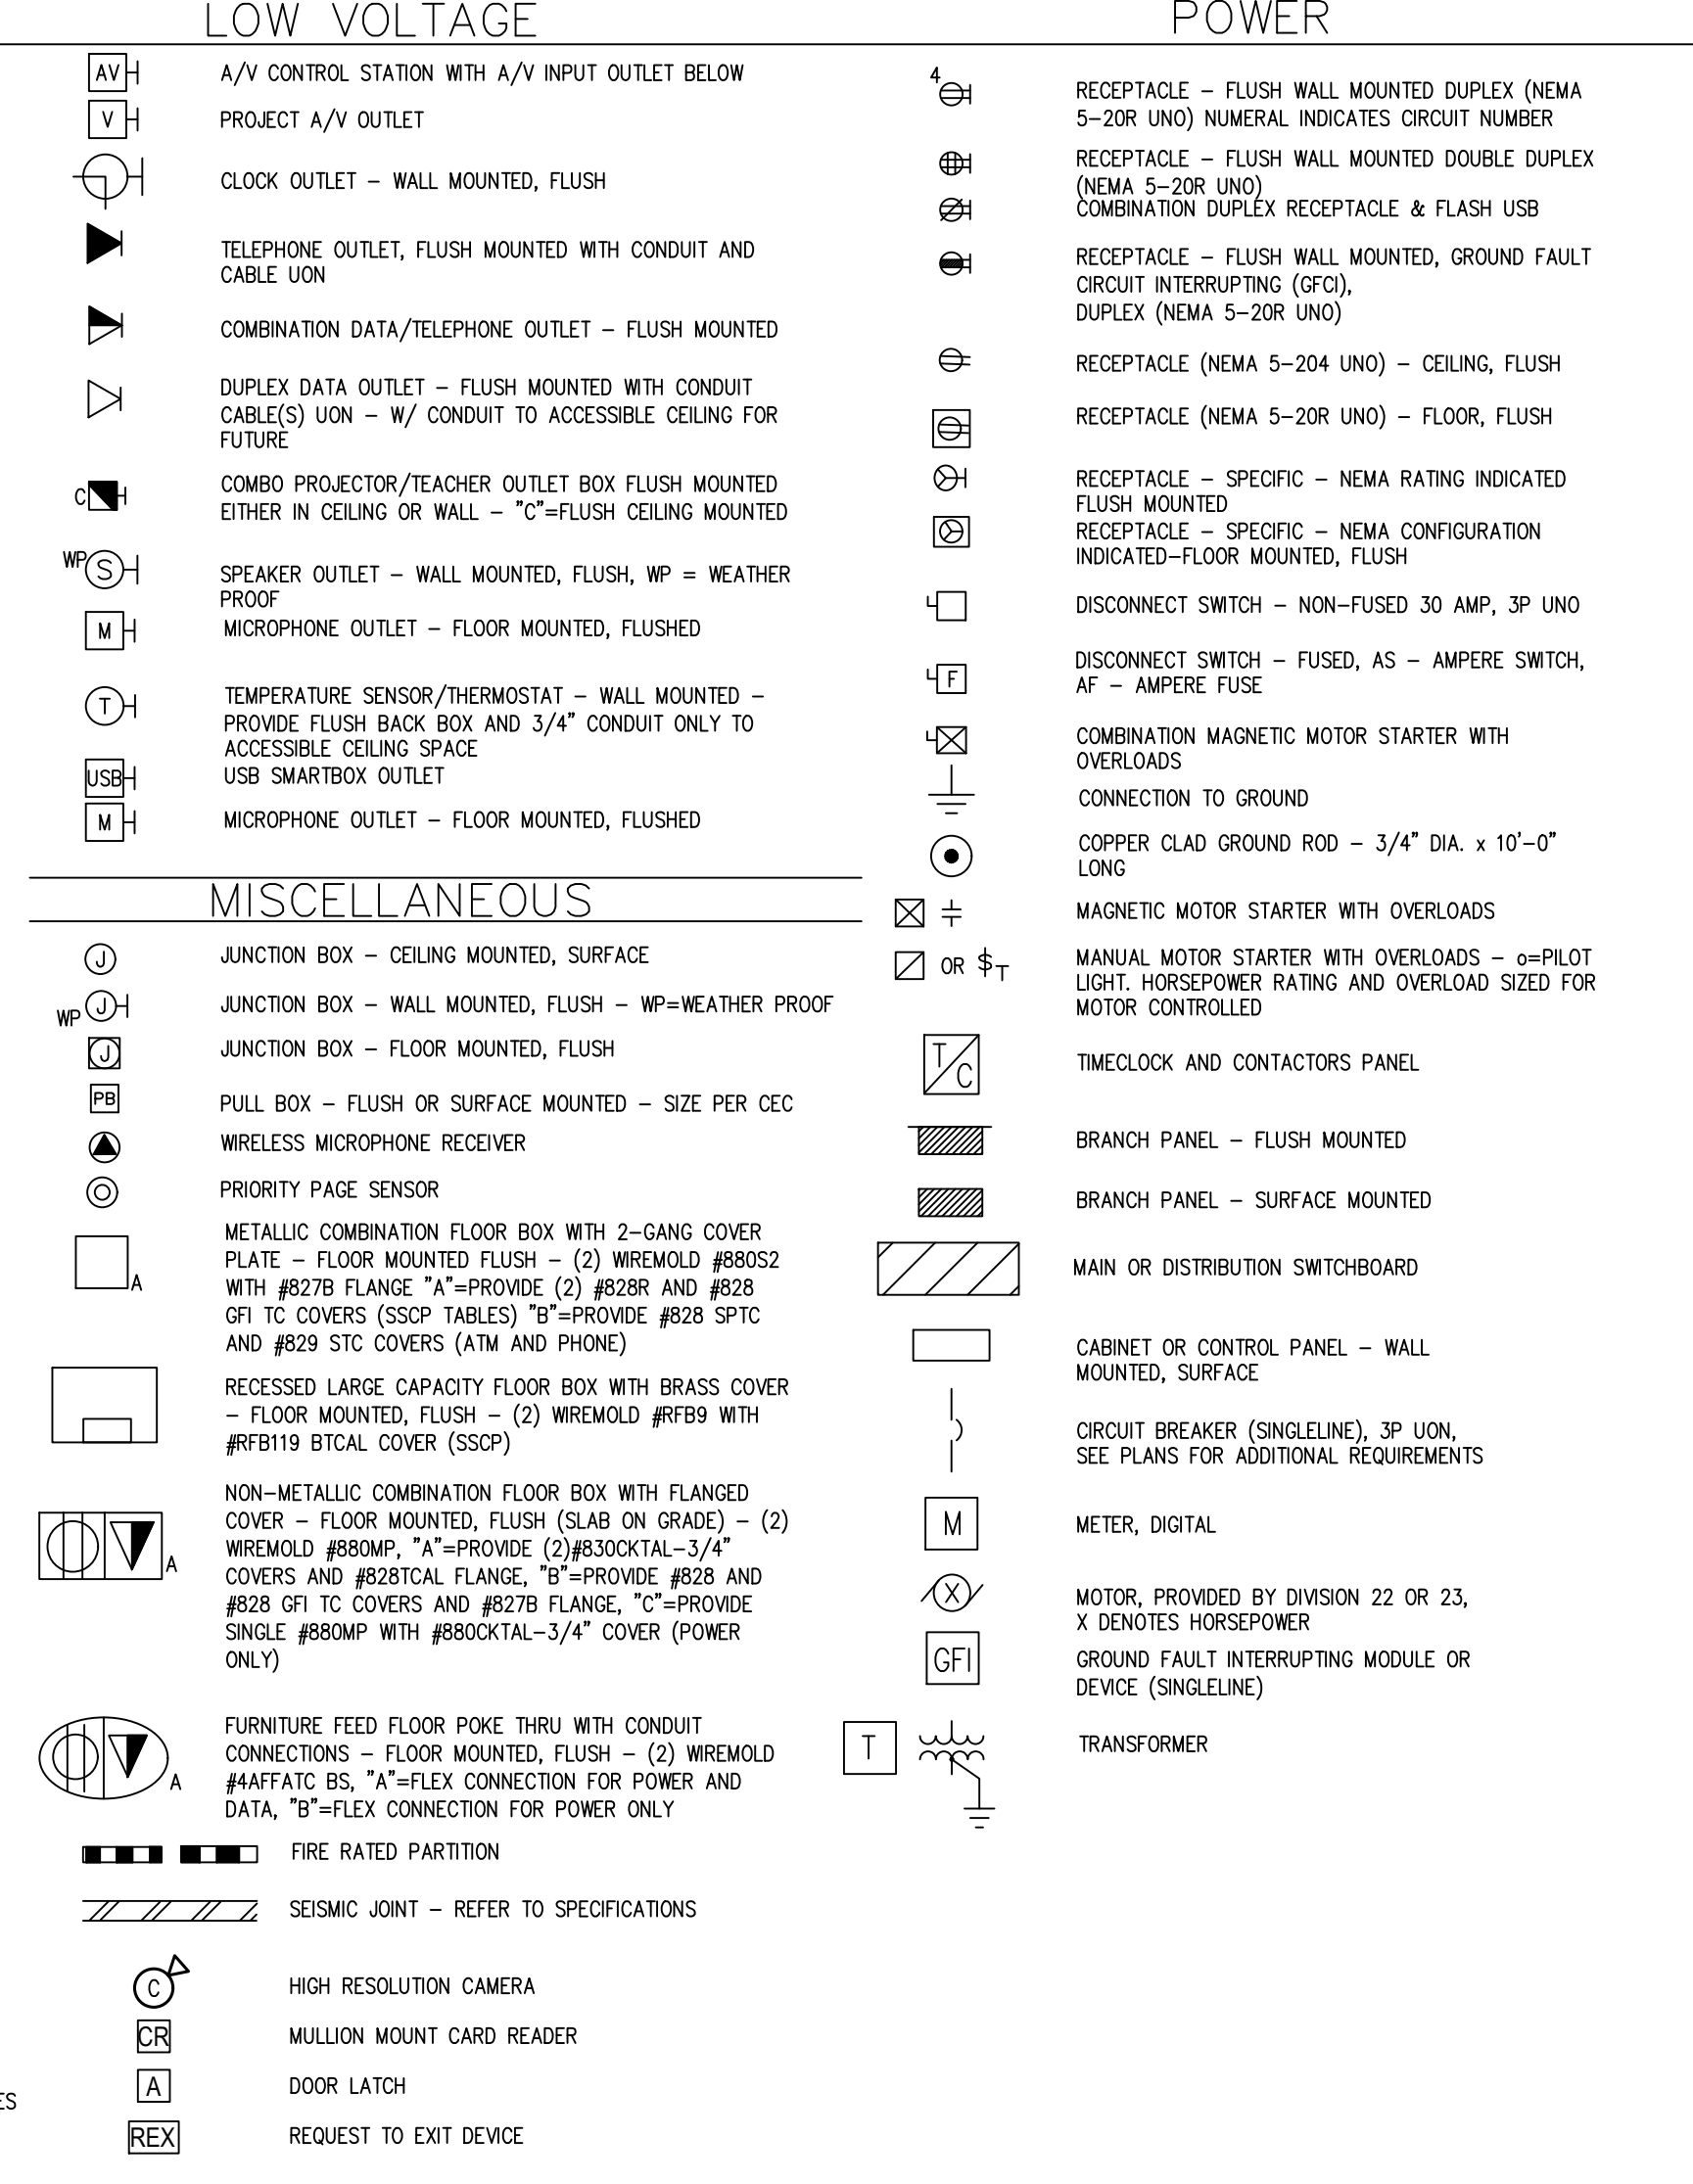 LOW VOLTAGE
AV
A/V CONTROL STATION WITH A/V INPUT OUTLET BELOW
V
PROJECT A/V OUTLET
CLOCK OUTLET – WALL MOUNTED, FLUSH
TELEPHONE OUTLET, FLUSH MOUNTED WITH CONDUIT AND
CABLE UON
COMBINATION DATA/TELEPHONE OUTLET – FLUSH MOUNTED
DUPLEX DATA OUTLET – FLUSH MOUNTED WITH CONDUIT
CABLE(S) UON – W/ CONDUIT TO ACCESSIBLE CEILING FOR
FUTURE
C
COMBO PROJECTOR/TEACHER OUTLET BOX FLUSH MOUNTED
EITHER IN CEILING OR WALL – "C"=FLUSH CEILING MOUNTED
WP S
SPEAKER OUTLET – WALL MOUNTED, FLUSH, WP = WEATHER
PROOF
M
MICROPHONE OUTLET – FLOOR MOUNTED, FLUSHED
T
TEMPERATURE SENSOR/THERMOSTAT – WALL MOUNTED –
PROVIDE FLUSH BACK BOX AND 3/4" CONDUIT ONLY TO
ACCESSIBLE CEILING SPACE
USB
USB SMARTBOX OUTLET
M
MICROPHONE OUTLET – FLOOR MOUNTED, FLUSHED
MISCELLANEOUS
J
JUNCTION BOX – CEILING MOUNTED, SURFACE
WP J
JUNCTION BOX – WALL MOUNTED, FLUSH – WP=WEATHER PROOF
J
JUNCTION BOX – FLOOR MOUNTED, FLUSH
PB
PULL BOX – FLUSH OR SURFACE MOUNTED – SIZE PER CEC
WIRELESS MICROPHONE RECEIVER
PRIORITY PAGE SENSOR
A
METALLIC COMBINATION FLOOR BOX WITH 2–GANG COVER
PLATE – FLOOR MOUNTED FLUSH – (2) WIREMOLD #880S2
WITH #827B FLANGE "A"=PROVIDE (2) #828R AND #828
GFI TC COVERS (SSCP TABLES) "B"=PROVIDE #828 SPTC
AND #829 STC COVERS (ATM AND PHONE)
RECESSED LARGE CAPACITY FLOOR BOX WITH BRASS COVER
– FLOOR MOUNTED, FLUSH – (2) WIREMOLD #RFB9 WITH
#RFB119 BTCAL COVER (SSCP)
A
NON–METALLIC COMBINATION FLOOR BOX WITH FLANGED
COVER – FLOOR MOUNTED, FLUSH (SLAB ON GRADE) – (2)
WIREMOLD #880MP, "A"=PROVIDE (2)#830CKTAL–3/4"
COVERS AND #828TCAL FLANGE, "B"=PROVIDE #828 AND
#828 GFI TC COVERS AND #827B FLANGE, "C"=PROVIDE
SINGLE #880MP WITH #880CKTAL–3/4" COVER (POWER
ONLY)
A
FURNITURE FEED FLOOR POKE THRU WITH CONDUIT
CONNECTIONS – FLOOR MOUNTED, FLUSH – (2) WIREMOLD
#4AFFATC BS, "A"=FLEX CONNECTION FOR POWER AND
DATA, "B"=FLEX CONNECTION FOR POWER ONLY
FIRE RATED PARTITION
SEISMIC JOINT – REFER TO SPECIFICATIONS
C
HIGH RESOLUTION CAMERA
CR
MULLION MOUNT CARD READER
A
DOOR LATCH
ES
REX
REQUEST TO EXIT DEVICE
POWER
4
RECEPTACLE – FLUSH WALL MOUNTED DUPLEX (NEMA
5–20R UNO) NUMERAL INDICATES CIRCUIT NUMBER
RECEPTACLE – FLUSH WALL MOUNTED DOUBLE DUPLEX
(NEMA 5–20R UNO)
COMBINATION DUPLEX RECEPTACLE & FLASH USB
RECEPTACLE – FLUSH WALL MOUNTED, GROUND FAULT
CIRCUIT INTERRUPTING (GFCI),
DUPLEX (NEMA 5–20R UNO)
RECEPTACLE (NEMA 5–204 UNO) – CEILING, FLUSH
RECEPTACLE (NEMA 5–20R UNO) – FLOOR, FLUSH
RECEPTACLE – SPECIFIC – NEMA RATING INDICATED
FLUSH MOUNTED
RECEPTACLE – SPECIFIC – NEMA CONFIGURATION
INDICATED–FLOOR MOUNTED, FLUSH
DISCONNECT SWITCH – NON–FUSED 30 AMP, 3P UNO
F
DISCONNECT SWITCH – FUSED, AS – AMPERE SWITCH,
AF – AMPERE FUSE
COMBINATION MAGNETIC MOTOR STARTER WITH
OVERLOADS
CONNECTION TO GROUND
COPPER CLAD GROUND ROD – 3/4" DIA. x 10'–0"
LONG
MAGNETIC MOTOR STARTER WITH OVERLOADS
OR $T
MANUAL MOTOR STARTER WITH OVERLOADS – o=PILOT
LIGHT. HORSEPOWER RATING AND OVERLOAD SIZED FOR
MOTOR CONTROLLED
T/C
TIMECLOCK AND CONTACTORS PANEL
BRANCH PANEL – FLUSH MOUNTED
BRANCH PANEL – SURFACE MOUNTED
MAIN OR DISTRIBUTION SWITCHBOARD
CABINET OR CONTROL PANEL – WALL
MOUNTED, SURFACE
CIRCUIT BREAKER (SINGLELINE), 3P UON,
SEE PLANS FOR ADDITIONAL REQUIREMENTS
M
METER, DIGITAL
X
MOTOR, PROVIDED BY DIVISION 22 OR 23,
X DENOTES HORSEPOWER
GFI
GROUND FAULT INTERRUPTING MODULE OR
DEVICE (SINGLELINE)
T
TRANSFORMER